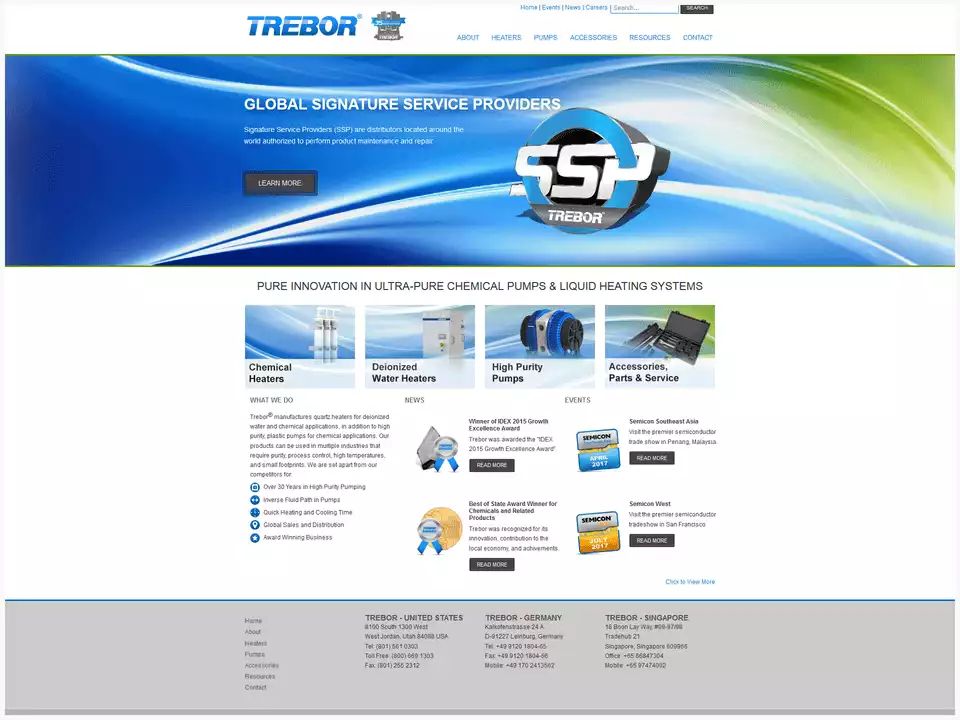 Home | Events | News | Careers Search... SEARCH
TREBOR®
ABOUT HEATERS PUMPS ACCESSORIES RESOURCES CONTACT
GLOBAL SIGNATURE SERVICE PROVIDERS
Signature Service Providers (SSP) are distributors located around the
world authorized to perform product maintenance and repair.
LEARN MORE
SSP
TREBOR
PURE INNOVATION IN ULTRA-PURE CHEMICAL PUMPS & LIQUID HEATING SYSTEMS
Chemical
Heaters
Deionized
Water Heaters
High Purity
Pumps
Accessories,
Parts & Service
WHAT WE DO
Trebor® manufactures quartz heaters for deionized
water and chemical applications, in addition to high
purity, plastic pumps for chemical applications. Our
products can be used in multiple industries that
require purity, process control, high temperatures,
and small footprints. We are set apart from our
competitors for:
Over 30 Years in High Purity Pumping
Inverse Fluid Path in Pumps
Quick Heating and Cooling Time
Global Sales and Distribution
Award Winning Business
NEWS
Winner of IDEX 2015 Growth
Excellence Award
Trebor was awarded the "IDEX
2015 Growth Excellence Award"
READ MORE
Best of State Award Winner for
Chemicals and Related
Products
Trebor was recognized for its
innovation, contribution to the
local economy, and achivements.
READ MORE
EVENTS
SEMICON
APRIL
2017
Semicon Southeast Asia
Visit the premier semiconductor
trade show in Penang, Malaysia
READ MORE
SEMICON
JULY
2017
Semicon West
Visit the premier semiconductor
tradeshow in San Francisco
READ MORE
Click to View More
Home
About
Heaters
Pumps
Accessories
Resources
Contact
TREBOR - UNITED STATES
8100 South 1300 West
West Jordan, Utah 84088 USA
Tel: (801) 561 0303
Toll Free: (800) 669 1303
Fax: (801) 255 2312
TREBOR - GERMANY
Kalkofenstrasse 24 A
D-91227 Leinburg, Germany
Tel: +49 9120 1804-65
Fax: +49 9120 1804-66
Mobile: +49 170 2413562
TREBOR - SINGAPORE
18 Boon Lay Way,
Tradehub 21
Singapore, Singapore 609966
Office: +65 66847304
Mobile: +65 97474092